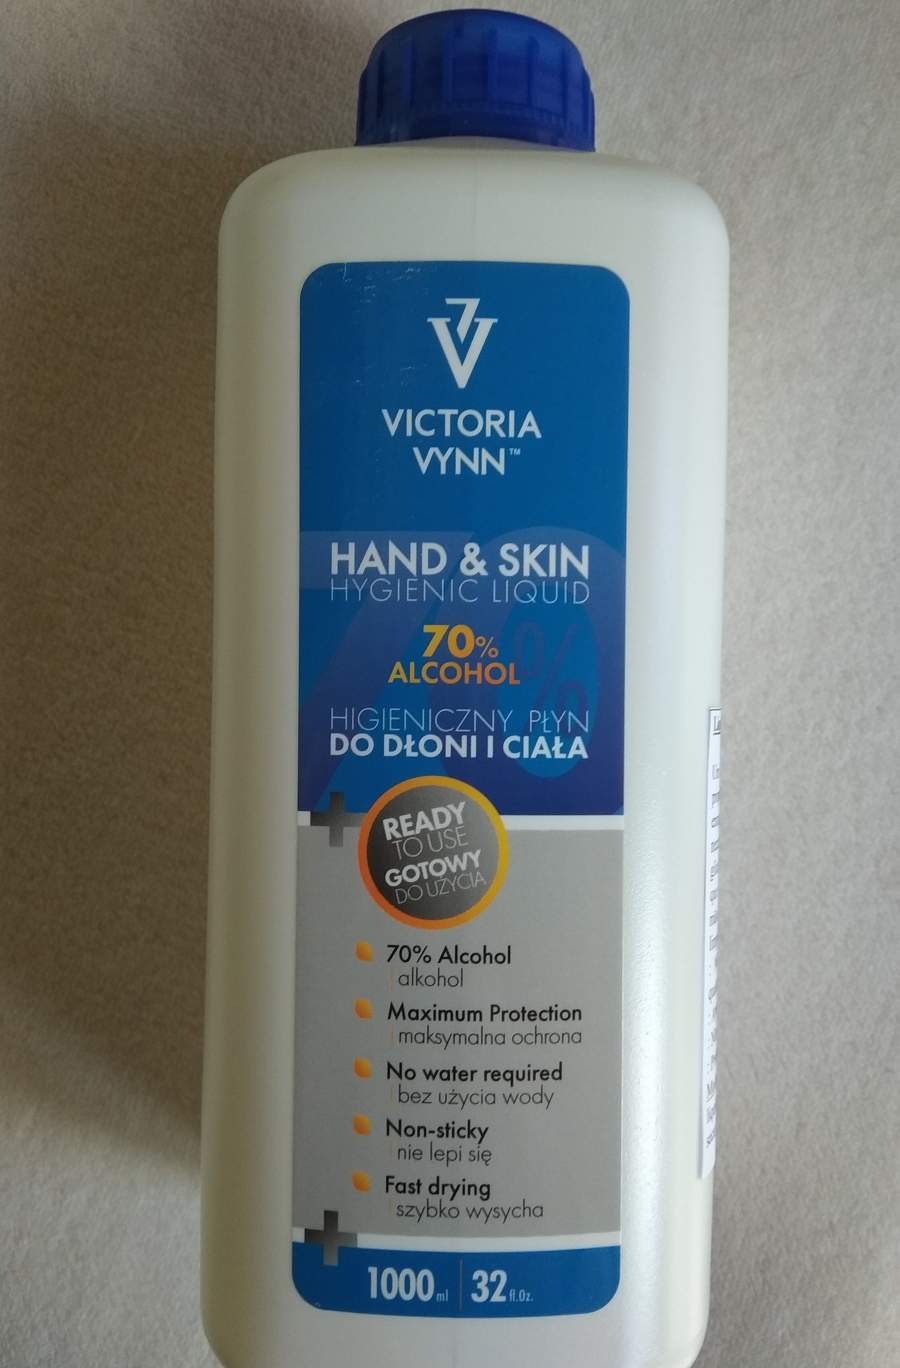 VICTORIA
VYNN™
HAND & SKIN
HYGIENIC LIQUID
70%
ALCOHOL
HIGIENICZNY PŁYN
DO DŁONI I CIAŁA
READY
TO USE
GOTOWY
DO UŻYCIA
70% Alcohol
alkohol
Maximum Protection
maksymalna ochrona
No water required
bez użycia wody
Non-sticky
nie lepi się
Fast drying
szybko wysycha
1000 ml | 32 fl.Oz.